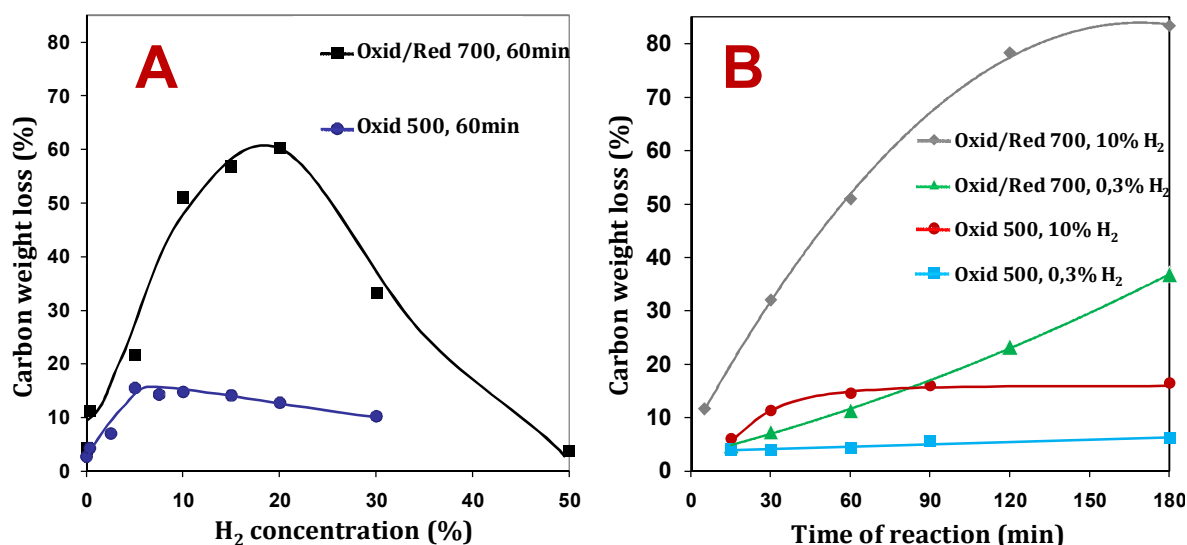 A
Carbon weight loss (%)
80
70
60
50
40
30
20
10
0
Oxid/Red 700, 60min
Oxid 500, 60min
0
10
20
30
40
50
H₂ concentration (%)
B
Carbon weight loss (%)
80
70
60
50
40
30
20
10
0
Oxid/Red 700, 10% H₂
Oxid/Red 700, 0,3% H₂
Oxid 500, 10% H₂
Oxid 500, 0,3% H₂
0
30
60
90
120
150
180
Time of reaction (min)